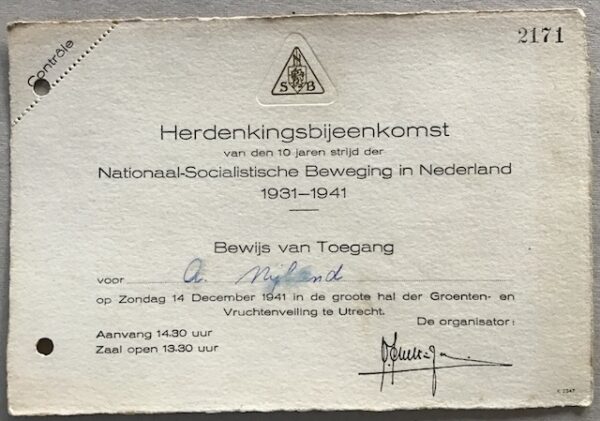 Contrôle
2171
N
S B
Herdenkingsbijeenkomst
van den 10 jaren strijd der
Nationaal-Socialistische Beweging in Nederland
1931–1941
Bewijs van Toegang
voor A. Nijland
op Zondag 14 December 1941 in de groote hal der Groenten- en
Vruchtenveiling te Utrecht.
De organisator:
Aanvang 14.30 uur
Zaal open 13.30 uur
K 2347